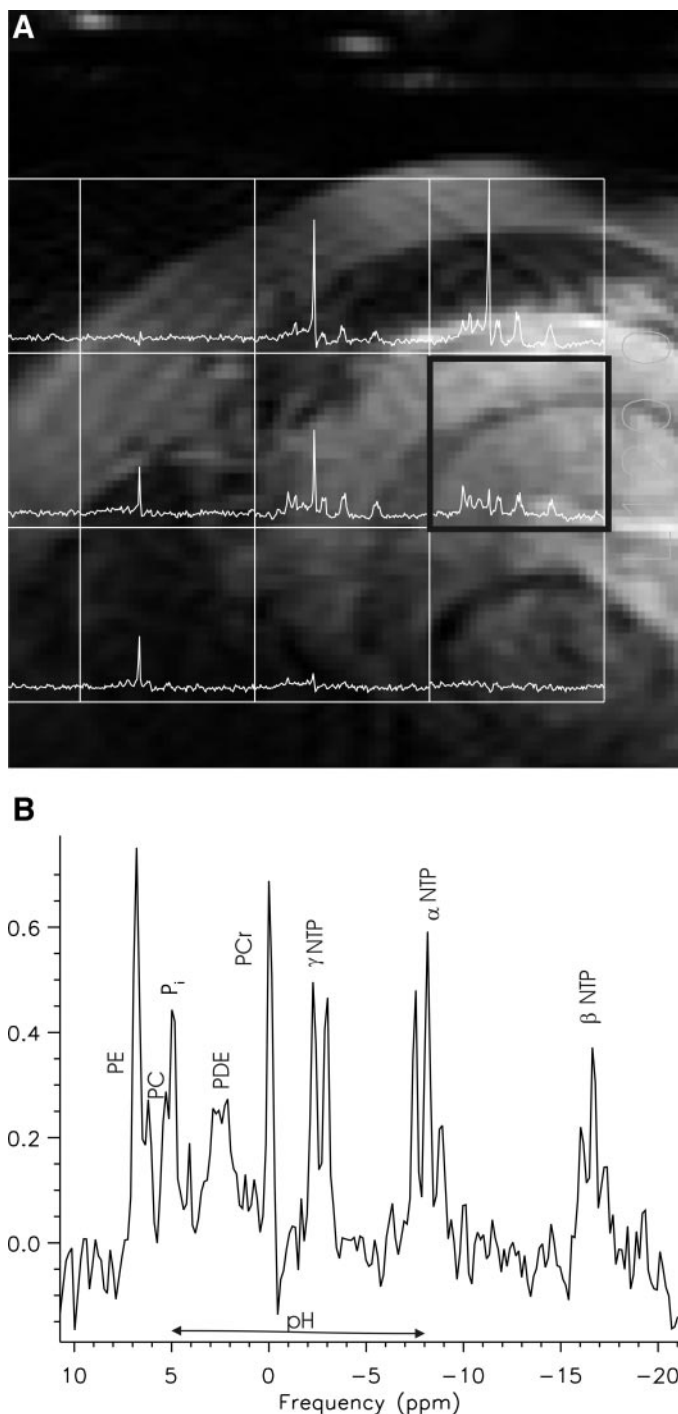 A
B
PE
PC
Pi
PDE
PCr
γ NTP
α NTP
β NTP
0.6
0.4
0.2
0.0
pH
10 5 0 -5 -10 -15 -20
Frequency (ppm)